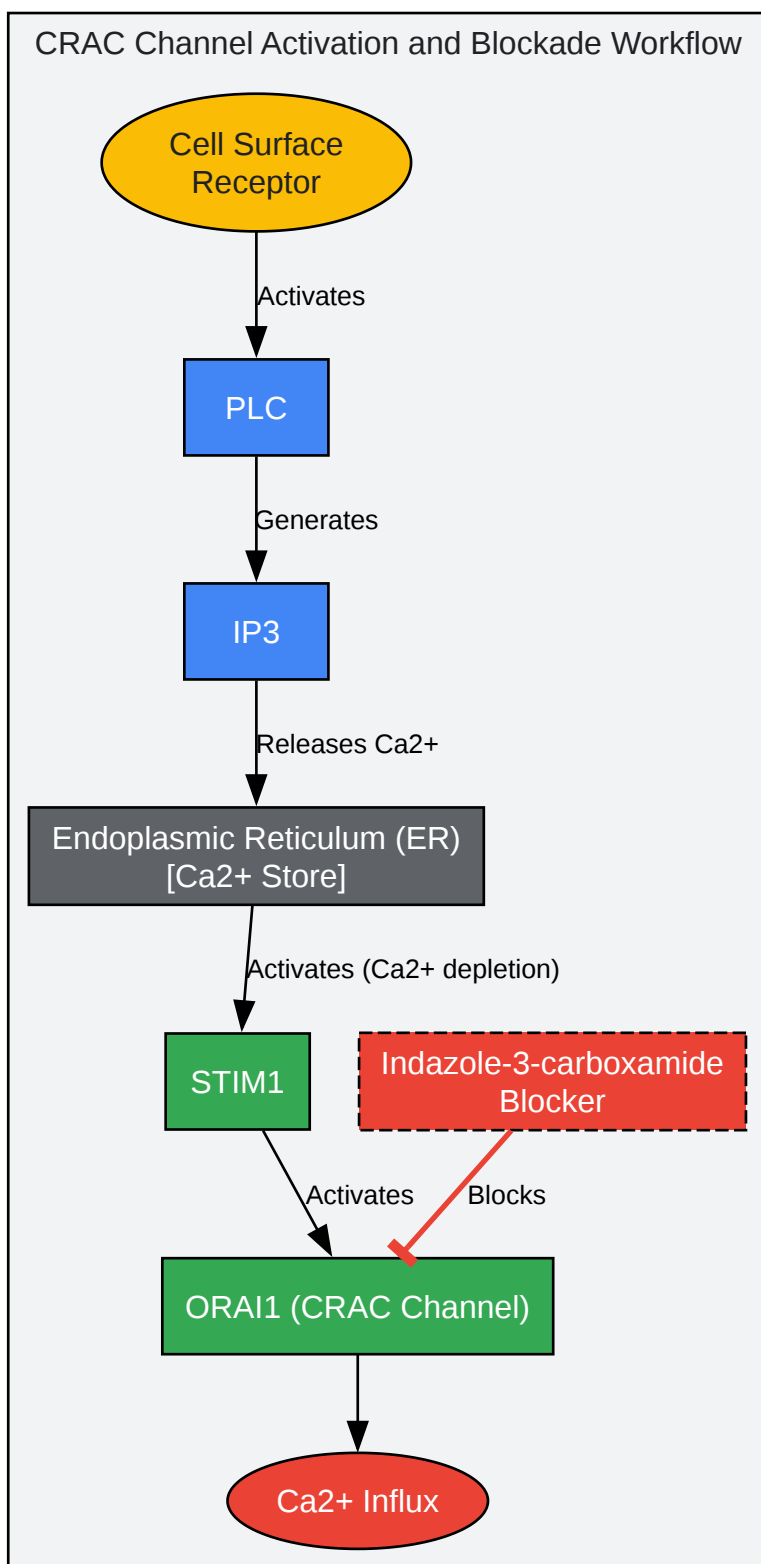 CRAC Channel Activation and Blockade Workflow
Cell Surface
Receptor
Activates
PLC
Generates
IP3
Releases Ca2+
Endoplasmic Reticulum (ER)
[Ca2+ Store]
Activates (Ca2+ depletion)
STIM1
Indazole-3-carboxamide
Blocker
Activates
Blocks
ORAI1 (CRAC Channel)
Ca2+ Influx